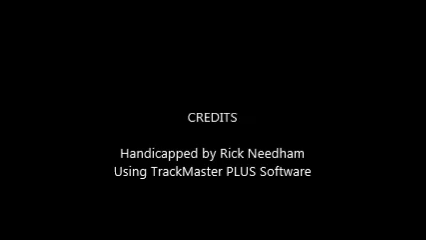 CREDITS
Handicapped by Rick Needham
Using TrackMaster PLUS Software